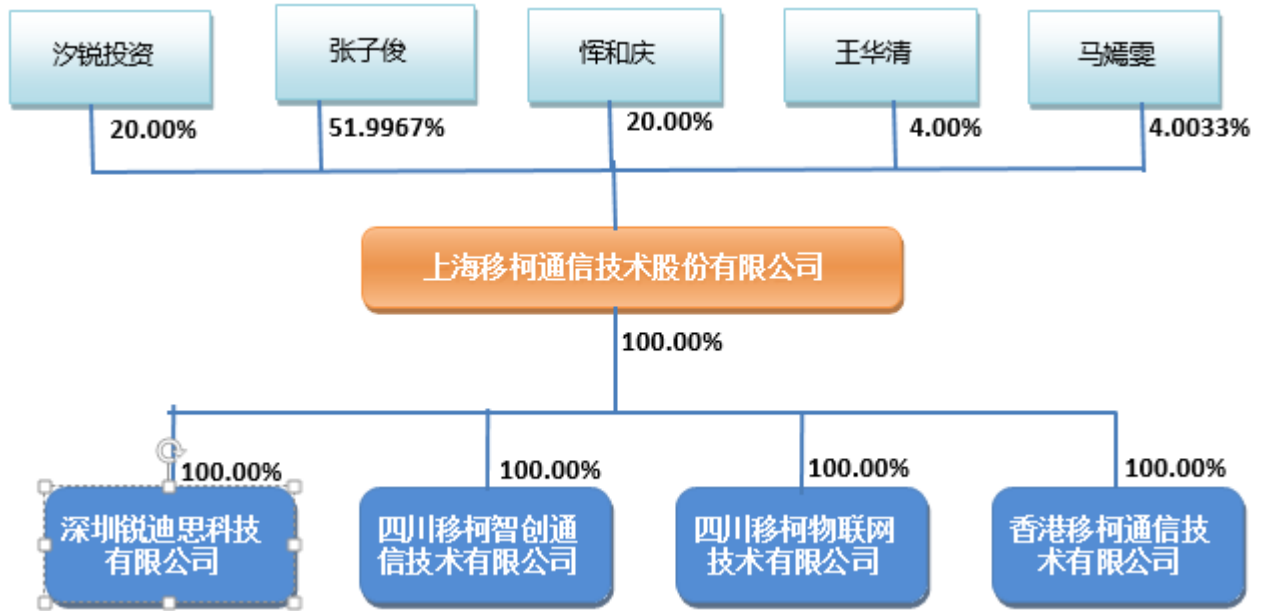 汐锐投资
张子俊
恽和庆
王华清
马嫣雯
20.00%
51.9967%
20.00%
4.00%
4.0033%
上海移柯通信技术股份有限公司
100.00%
100.00%
100.00%
100.00%
100.00%
深圳锐迪思科技
有限公司
四川移柯智创通
信技术有限公司
四川移柯物联网
技术有限公司
香港移柯通信技
术有限公司